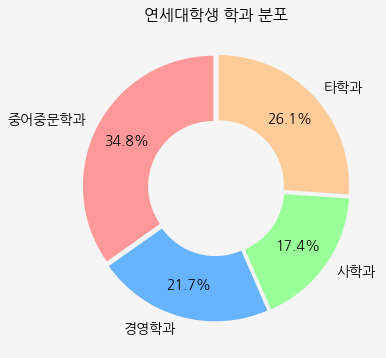 연세대학생 학과 분포
타학과
26.1%
중어중문학과
34.8%
17.4%
사학과
21.7%
경영학과